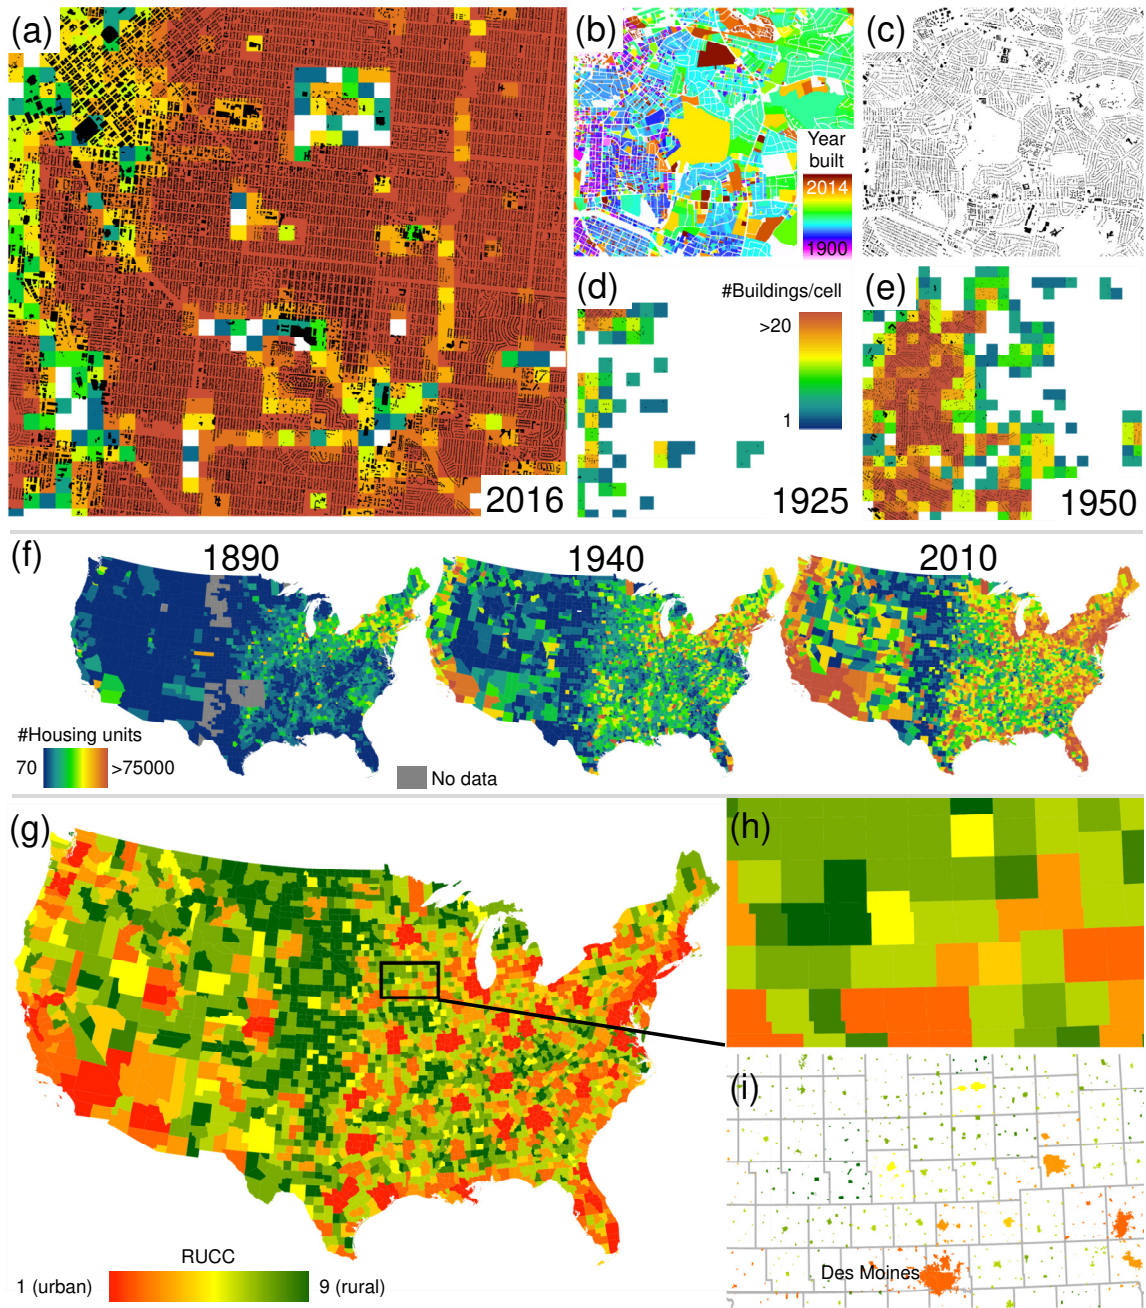 (a)
2016
(b)
Year
built
2014
1900
(c)
(d)
#Buildings/cell
>20
1
1925
(e)
1950
(f)
1890
1940
2010
#Housing units
70
>75000
No data
(g)
RUCC
1 (urban)
9 (rural)
(h)
(i)
Des Moines